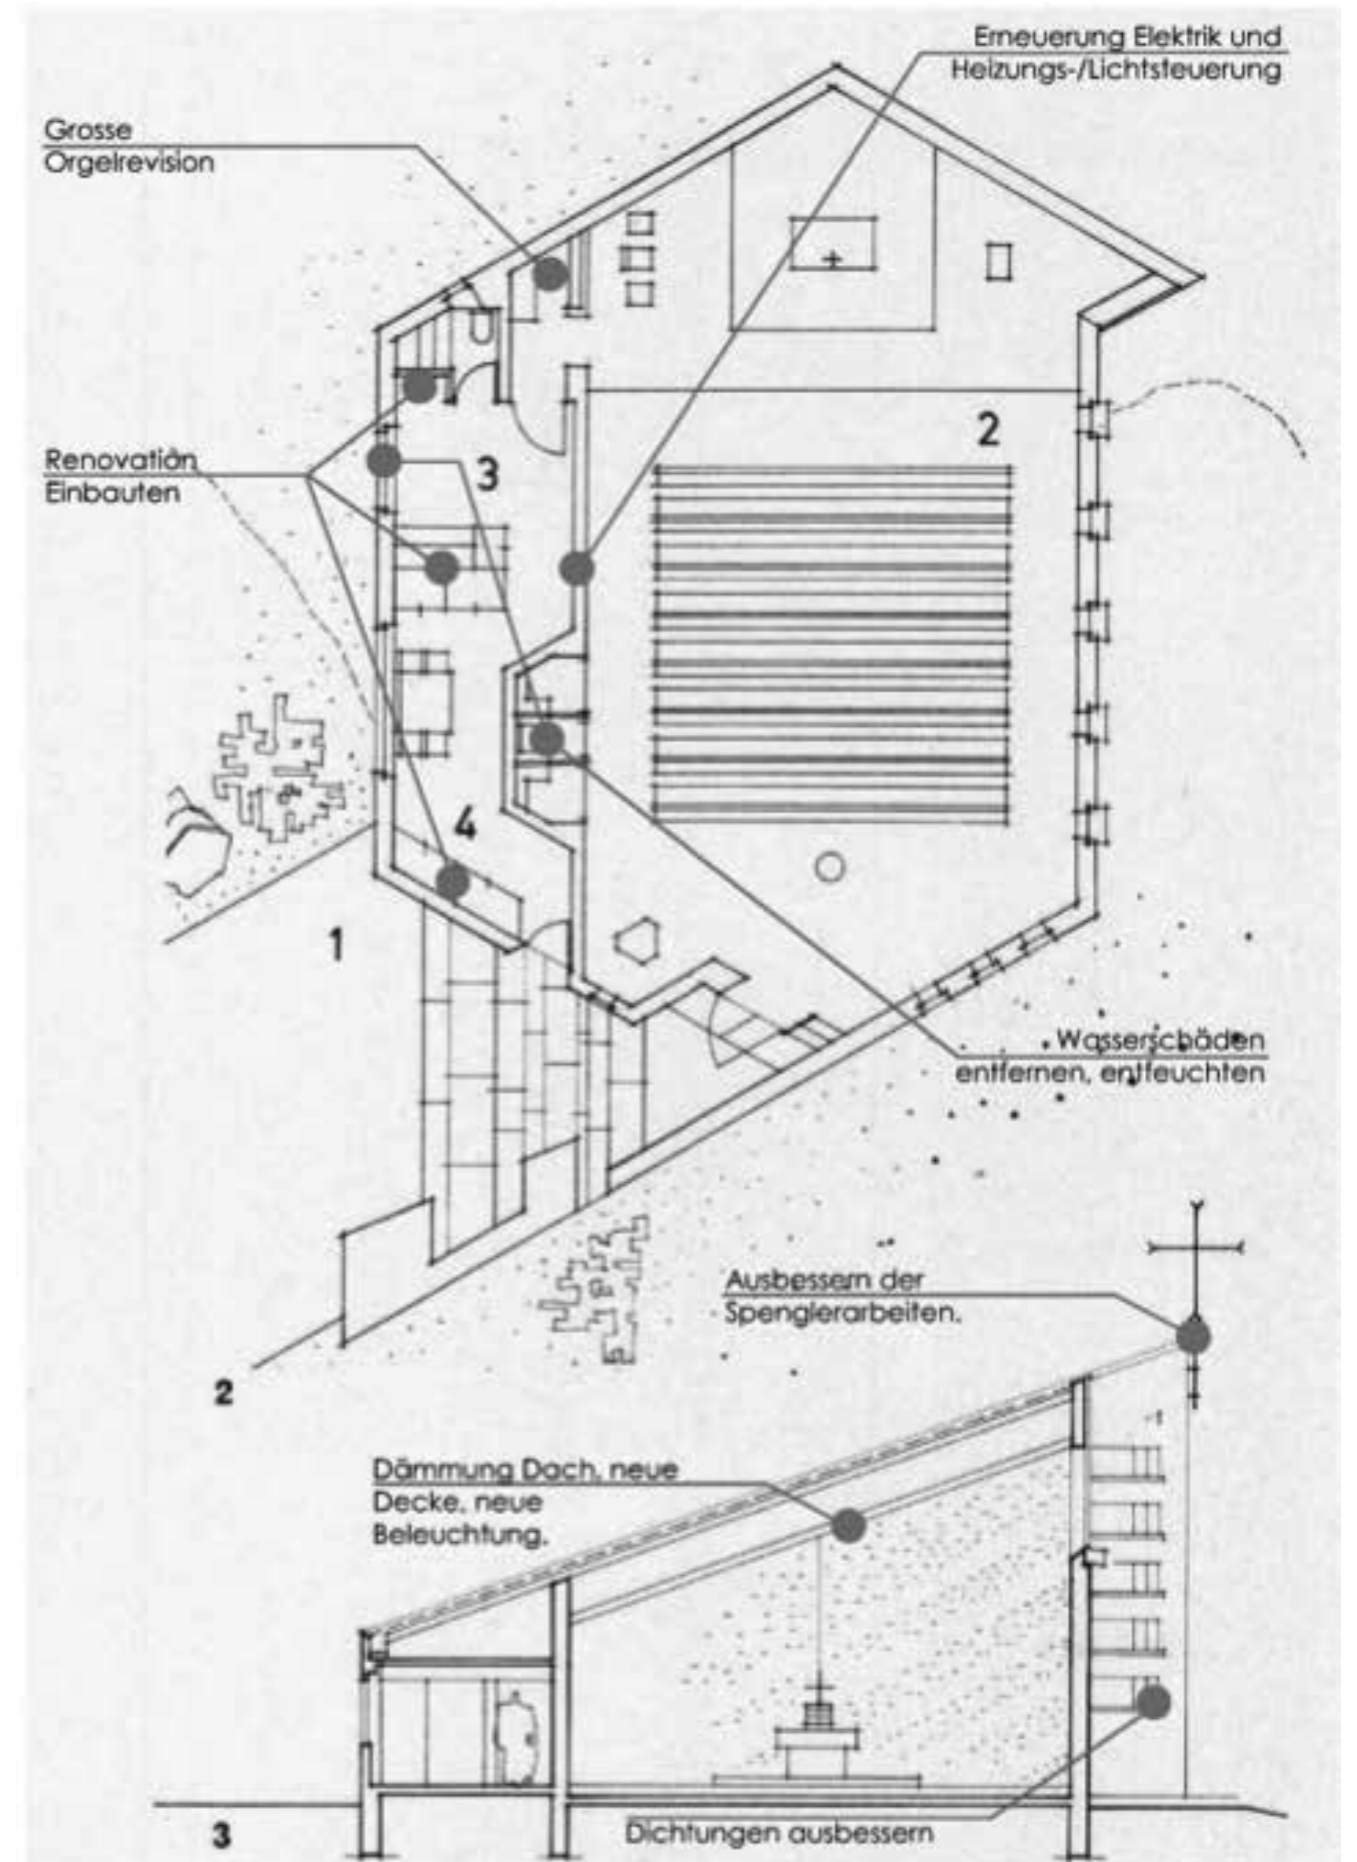 Erneuerung Elektrik und
Heizungs-/Lichtsteuerung
Grosse
Orgelrevision
2
Renovation
Einbauten
3
4
1
Wasserschäden
entfernen, entfeuchten
Ausbessern der
Spenglerarbeiten.
2
Dämmung Dach, neue
Decke, neue
Beleuchtung.
3
Dichtungen ausbessern